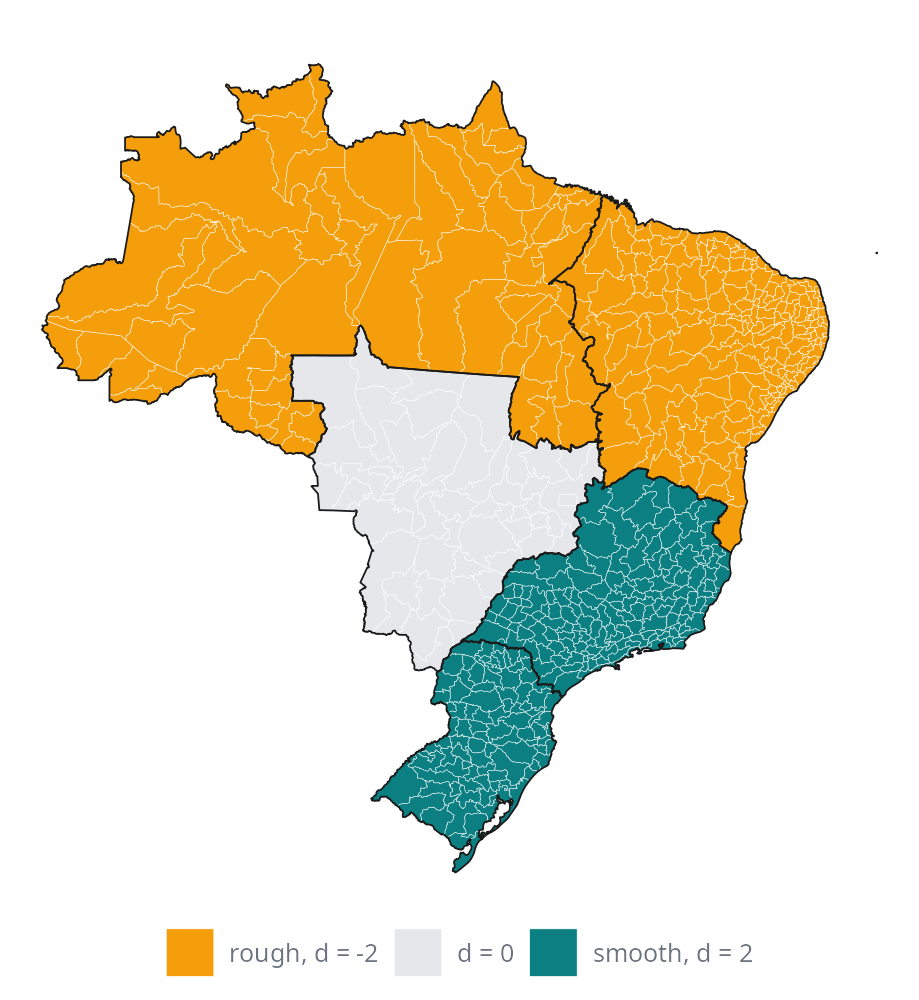 rough, d = -2 d = 0 smooth, d = 2